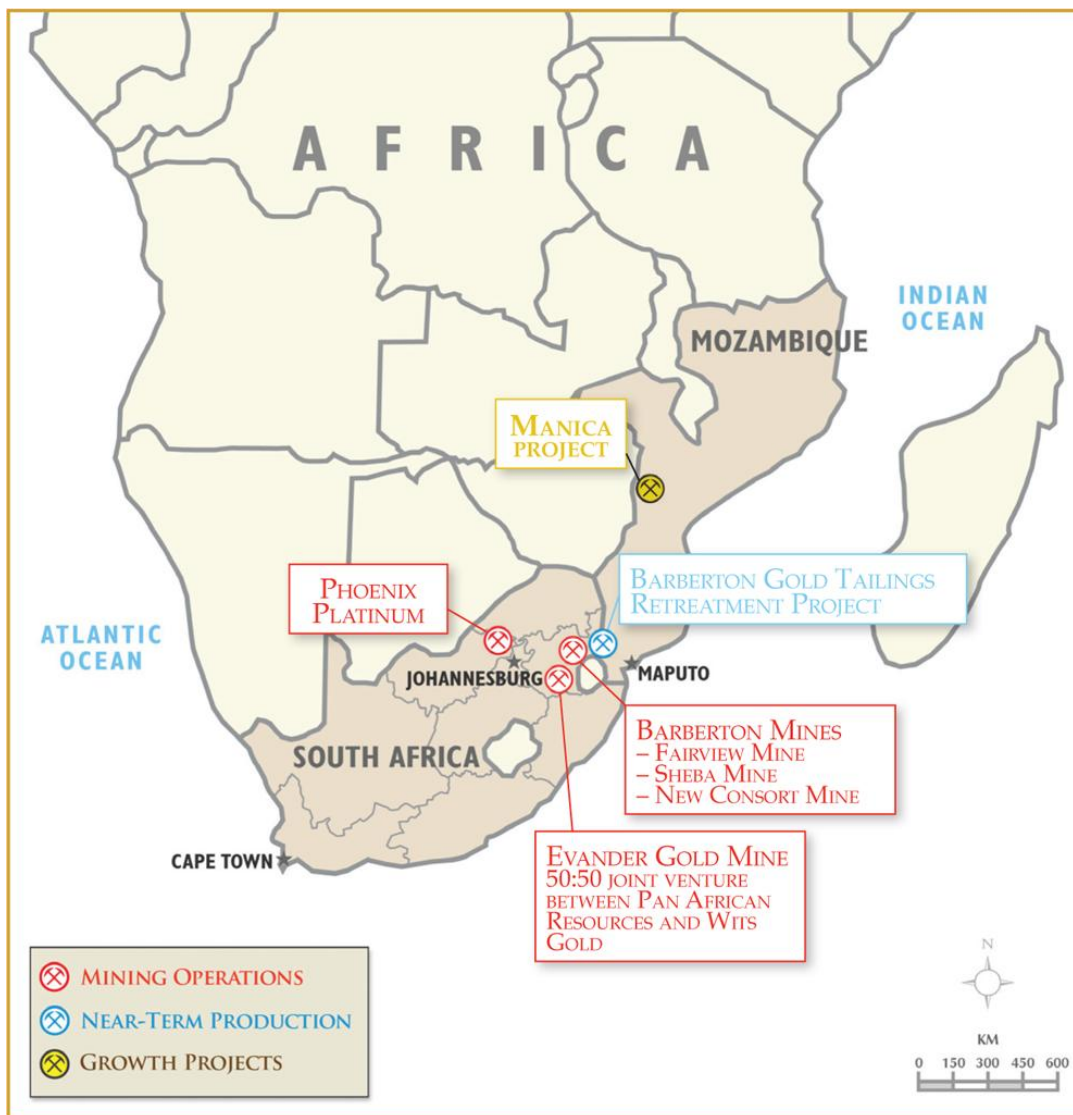 AFRICA
INDIAN
OCEAN
MOZAMBIQUE
MANICA
PROJECT
PHOENIX
PLATINUM
BARBERTON GOLD TAILINGS
RETREATMENT PROJECT
ATLANTIC
OCEAN
JOHANNESBURG
MAPUTO
BARBERTON MINES
– FAIRVIEW MINE
– SHEBA MINE
– NEW CONSORT MINE
SOUTH AFRICA
CAPE TOWN
EVANDER GOLD MINE
50:50 JOINT VENTURE
BETWEEN PAN AFRICAN
RESOURCES AND WITS
GOLD
MINING OPERATIONS
NEAR-TERM PRODUCTION
GROWTH PROJECTS
N
KM
0 150 300 450 600